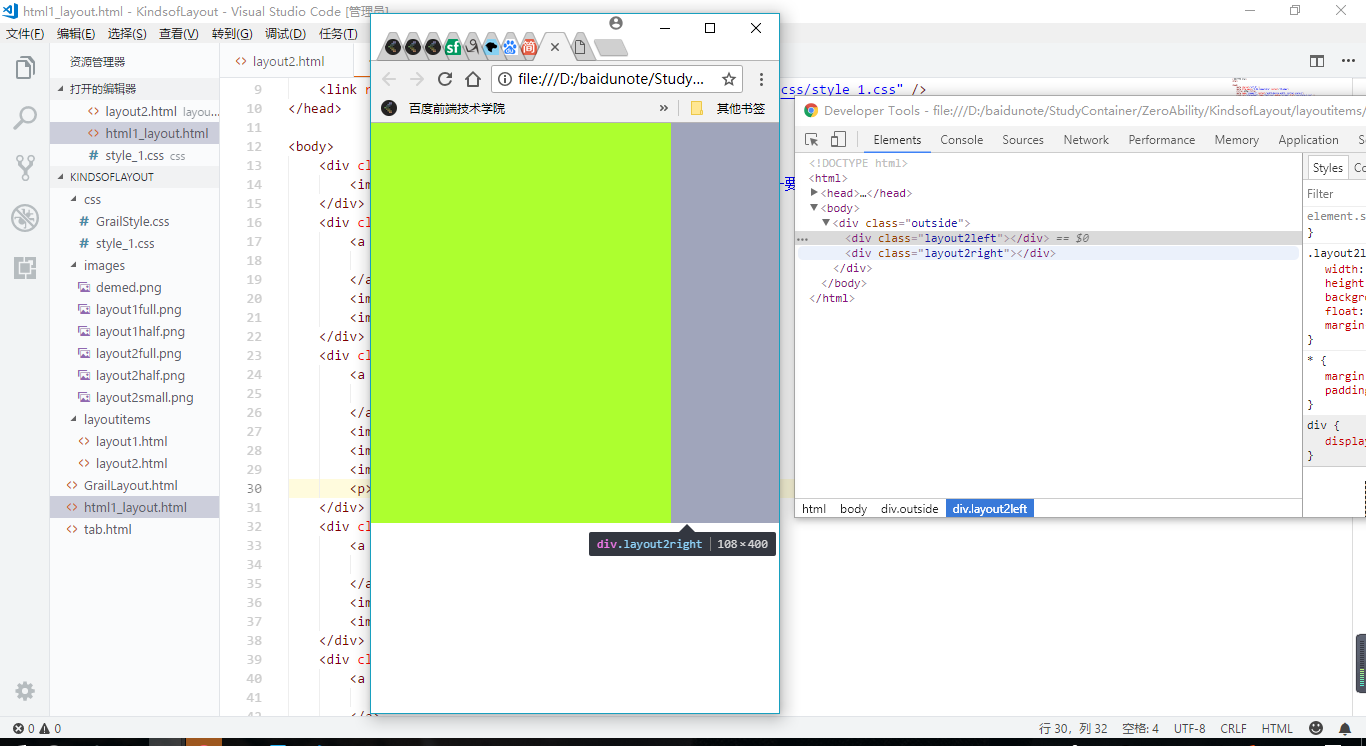 html1_layout.html - KindsofLayout - Visual Studio Code [管理员]
文件(F) 编辑(E) 选择(S) 查看(V) 转到(G) 调试(D) 任务(T)
资源管理器
打开的编辑器
layout2.html layou...
html1_layout.html
style_1.css css
KINDSOFLAYOUT
css
GrailStyle.css
style_1.css
images
demed.png
layout1full.png
layout1half.png
layout2full.png
layout2half.png
layout2small.png
layoutitems
layout1.html
layout2.html
GrailLayout.html
html1_layout.html
tab.html
layout2.html
9 <link r css/style_1.css" />
10 </head>
11
12 <body>
13 <div cl
14 <im
15 </div>
16 <div cl
17 <a
18
19 </a
20 <im
21 <im
22 </div>
23 <div cl
24 <a
25
26 </a
27 <im
28 <im
29 <im
30 <p>
31 </div>
32 <div cl
33 <a
34
35 </a
36 <im
37 <im
38 </div>
39 <div cl
40 <a
41
sf
简
file:///D:/baidunote/Study...
百度前端技术学院 » 其他书签
div.layout2right 108 × 400
Developer Tools - file:///D:/baidunote/StudyContainer/ZeroAbility/KindsofLayout/layoutitems/
Elements Console Sources Network Performance Memory Application S
<!DOCTYPE html>
<html>
<head>…</head>
<body>
<div class="outside">
<div class="layout2left"></div> == $0
<div class="layout2right"></div>
</div>
</body>
</html>
html body div.outside div.layout2left
Styles Co
Filter
element.s
}
.layout2l
width:
height
backgro
float:
margin
}
* {
margin
paddin
}
div {
displa
}
0 0
行 30，列 32 空格: 4 UTF-8 CRLF HTML